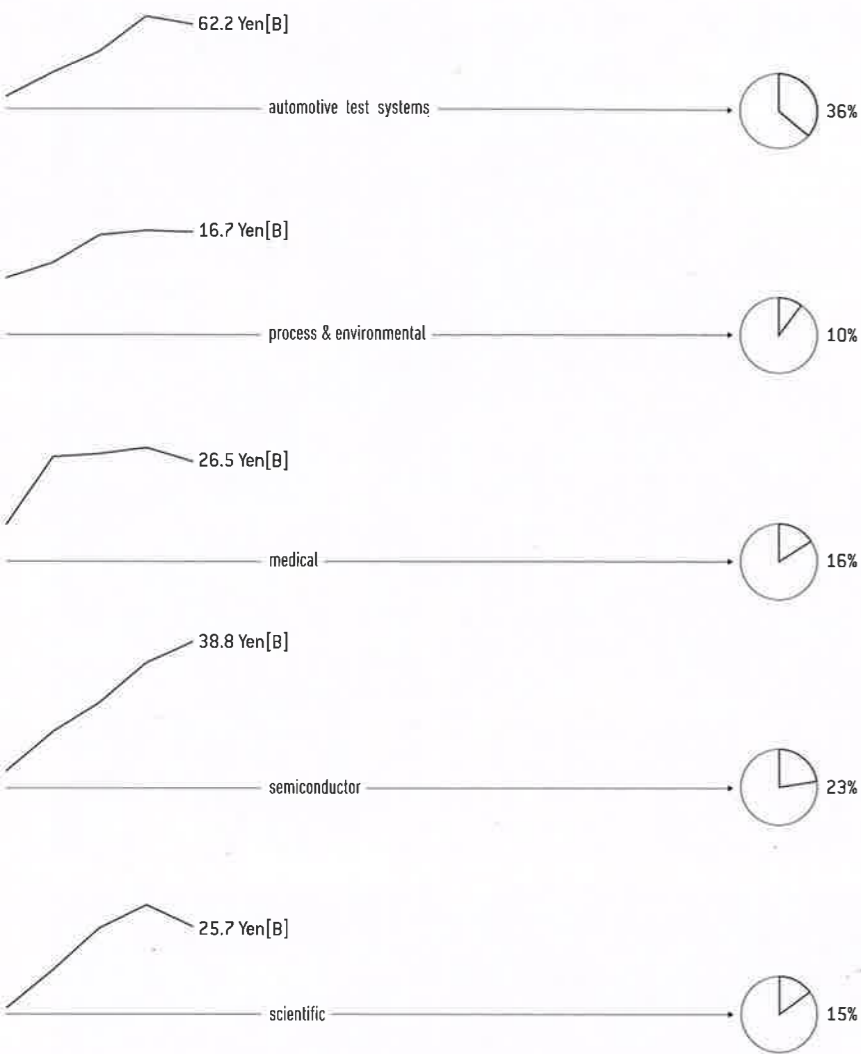 62.2 Yen[B]
automotive test systems
36%
16.7 Yen[B]
process & environmental
10%
26.5 Yen[B]
medical
16%
38.8 Yen[B]
semiconductor
23%
25.7 Yen[B]
scientific
15%